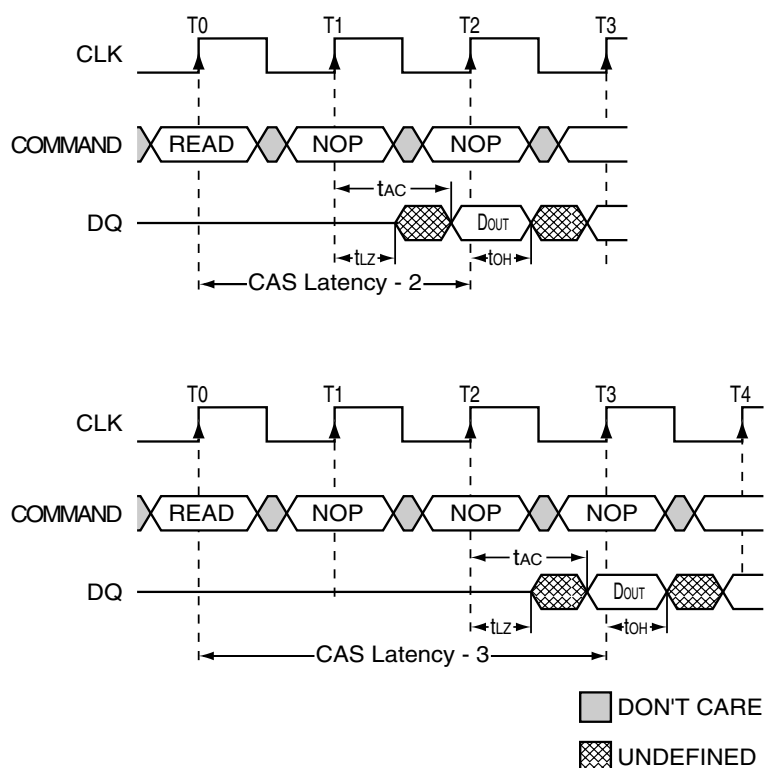 T0 T1 T2 T3
CLK
COMMAND READ NOP NOP
tAC
DQ DOUT
tLZ tOH
CAS Latency - 2
T0 T1 T2 T3 T4
CLK
COMMAND READ NOP NOP NOP
tAC
DQ DOUT
tLZ tOH
CAS Latency - 3
DON'T CARE
UNDEFINED